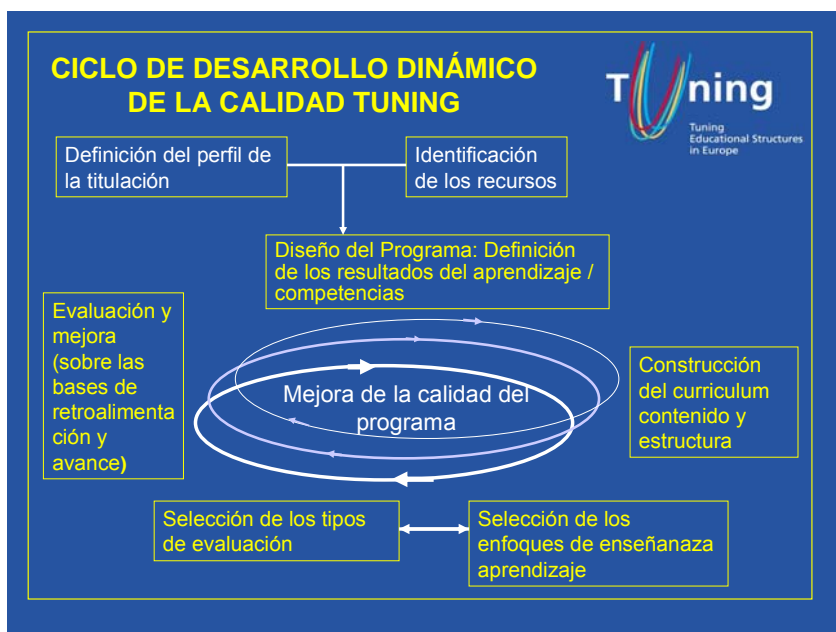 CICLO DE DESARROLLO DINÁMICO
DE LA CALIDAD TUNING
Tuning
Tuning
Educational Structures
in Europe
Definición del perfil de
la titulación
Identificación
de los recursos
Diseño del Programa: Definición
de los resultados del aprendizaje /
competencias
Evaluación y
mejora
(sobre las
bases de
retroalimenta
ción y
avance)
Mejora de la calidad del
programa
Construcción
del curriculum
contenido y
estructura
Selección de los tipos
de evaluación
Selección de los
enfoques de enseñanaza
aprendizaje